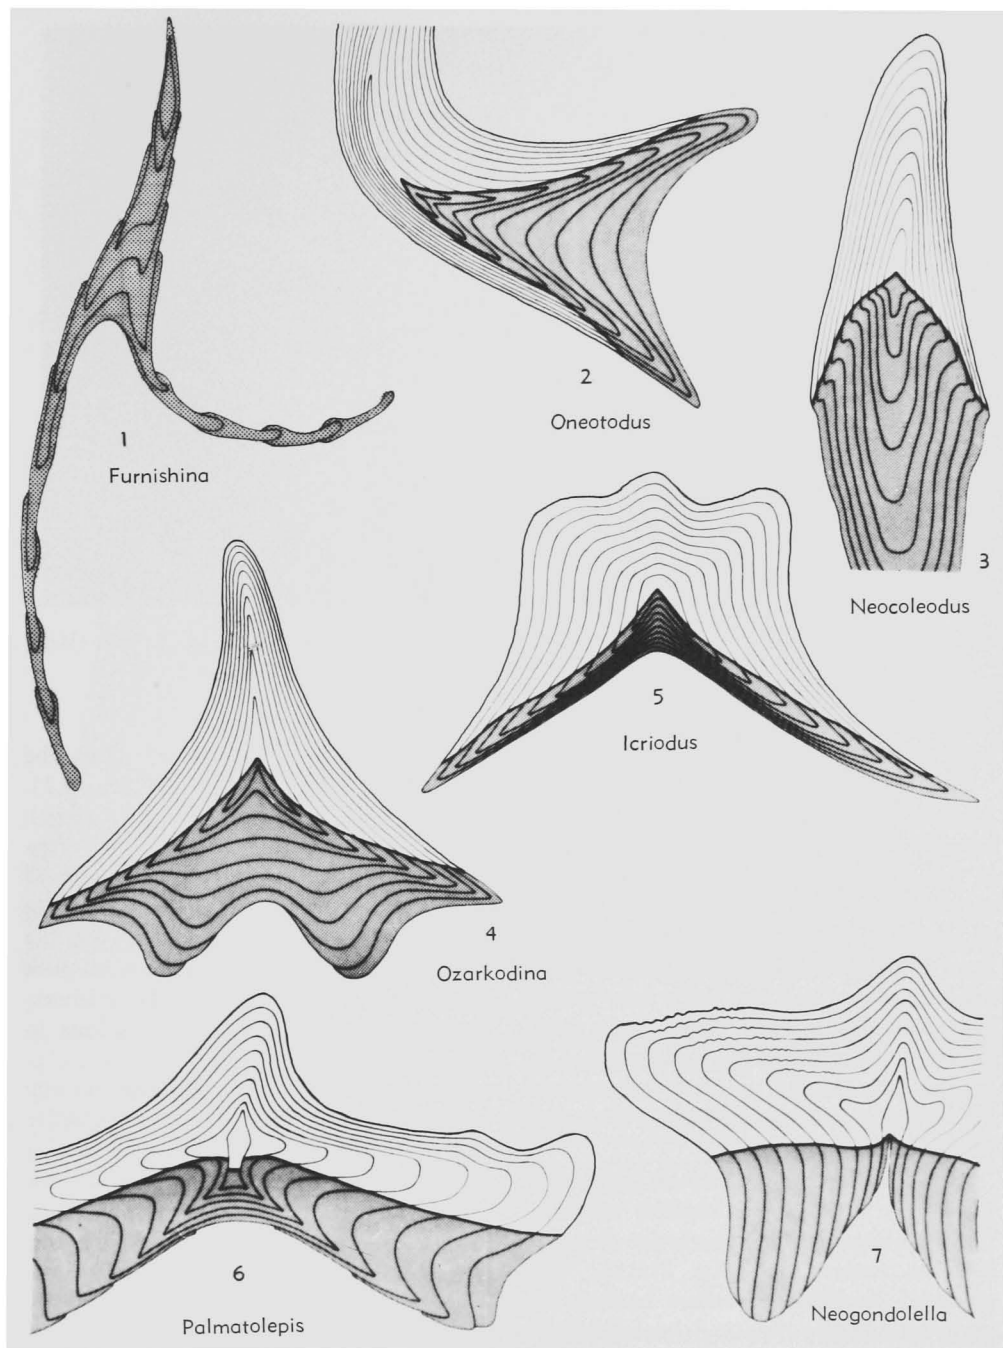 1
Furnishina
2
Oneotodus
3
Neocoleodus
4
Ozarkodina
5
Icriodus
6
Palmatolepis
7
Neogondolella